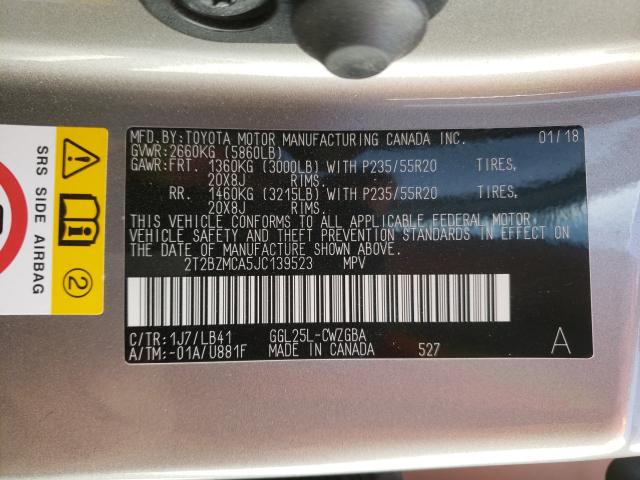 MFD.BY:TOYOTA MOTOR MANUFACTURING CANADA INC. 01/18
GVWR:2660KG (5860LB)
GAWR:FRT. 1360KG (3000LB) WITH P235/55R20 TIRES,
20X8J RIMS.
RR. 1460KG (3215LB) WITH P235/55R20 TIRES,
20X8J RIMS.
THIS VEHICLE CONFORMS TO ALL APPLICABLE FEDERAL MOTOR
VEHICLE SAFETY AND THEFT PREVENTION STANDARDS IN EFFECT ON
THE DATE OF MANUFACTURE SHOWN ABOVE.
2T2BZMCA5JC139523 MPV
C/TR:1J7/LB41 GGL25L-CWZGBA
A/TM:-01A/U881F MADE IN CANADA 527 A
SRS SIDE AIRBAG
2